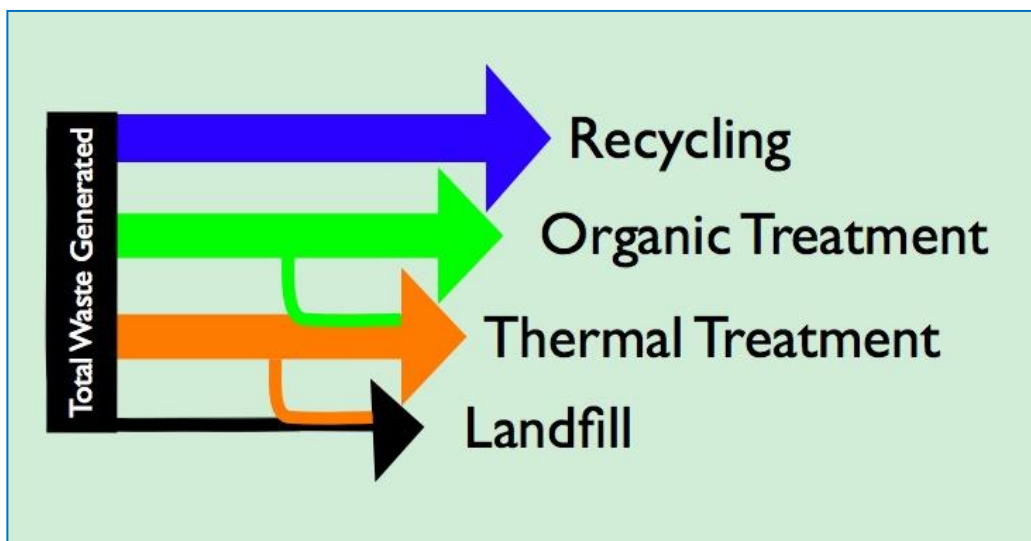 Total Waste Generated
Recycling
Organic Treatment
Thermal Treatment
Landfill